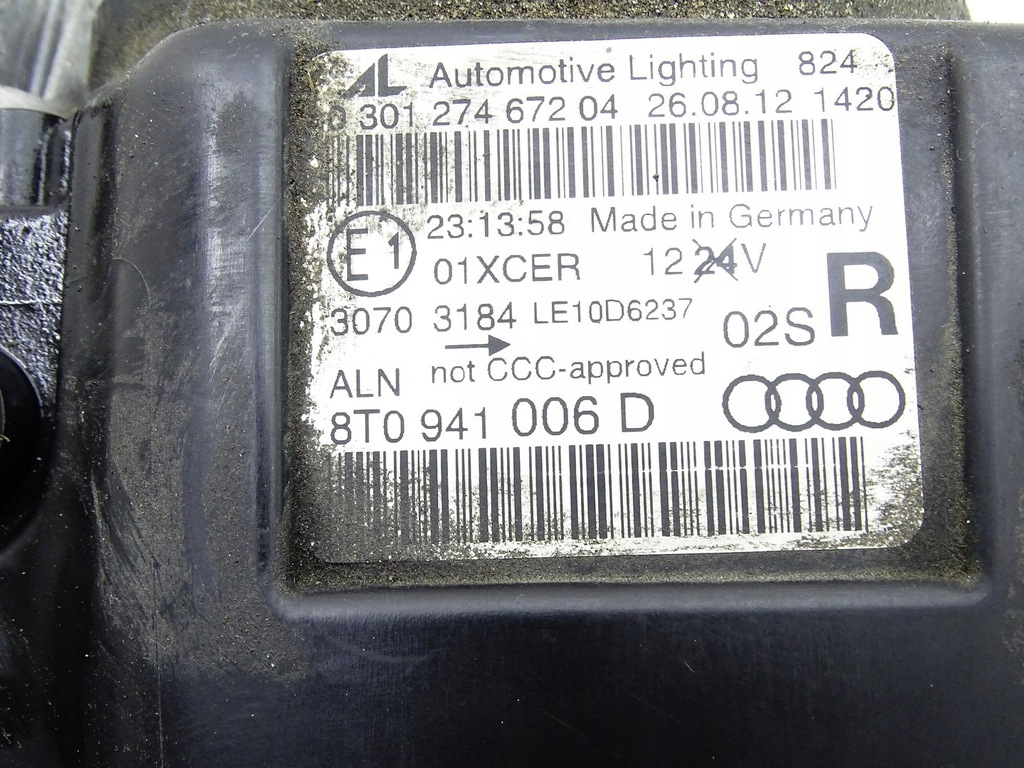 AL Automotive Lighting 824
0 301 274 672 04 26.08.12 1420
E1 23:13:58 Made in Germany
01XCER 12 24 V
R
3070 3184 LE10D6237
02S
ALN not CCC-approved
8T0 941 006 D